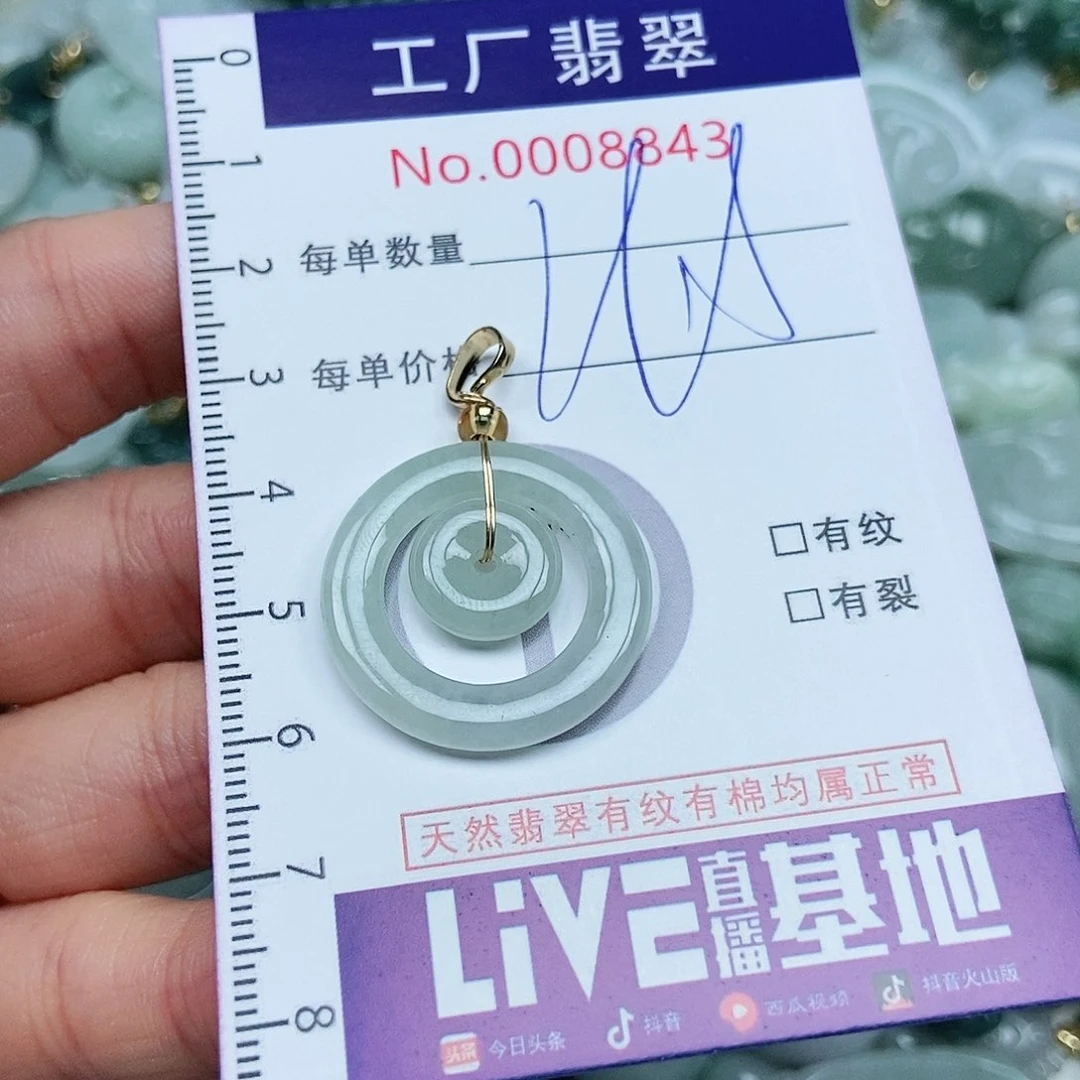 工厂翡翠
No.0008843
0
1
2
3
4
5
6
7
8
每单数量
每单价
□有纹
□有裂
天然翡翠有纹有棉均属正常
LiVE直播基地
头条 今日头条 抖音 西瓜视频 抖音火山版